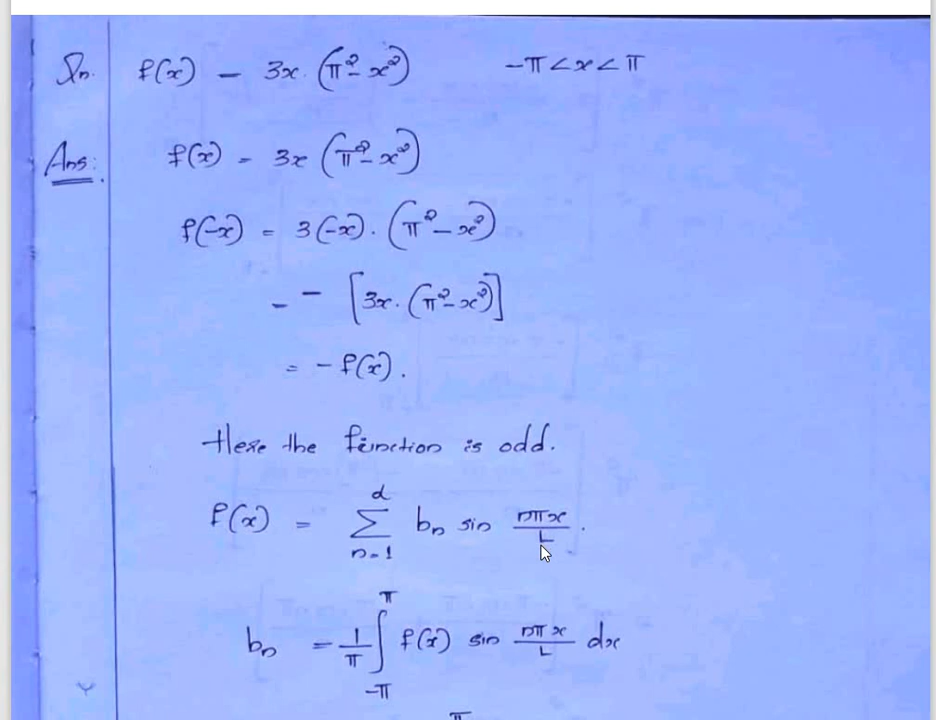 Qn. f(x) = 3x. (π² - x²) -π < x < π
Ans: f(x) = 3x (π² - x²)
f(-x) = 3(-x). (π² - x²)
= - [3x. (π² - x²)]
= - f(x).
Here the function is odd.
f(x) = ∑_{n=1}^{α} bₙ sin nπx/L.
bₙ = 1/π ∫_{-π}^{π} f(x) sin nπx/L dx
π